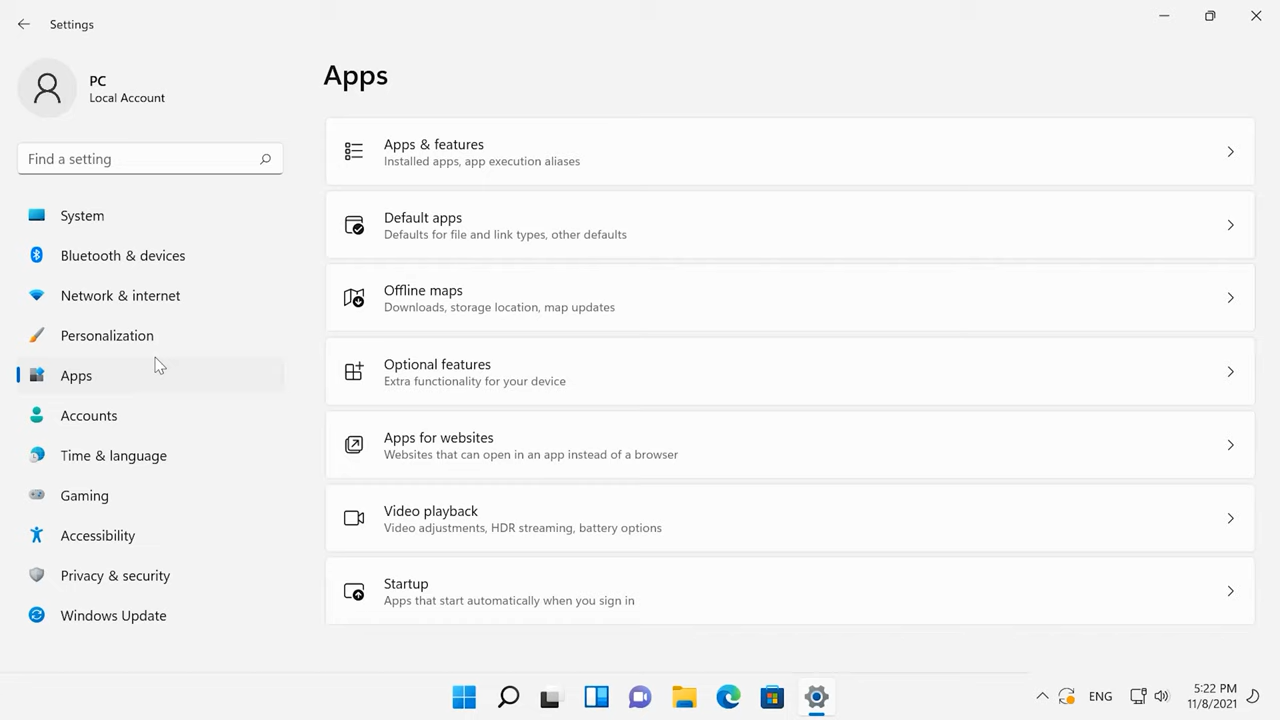 Settings
PC
Local Account
Find a setting
System
Bluetooth & devices
Network & internet
Personalization
Apps
Accounts
Time & language
Gaming
Accessibility
Privacy & security
Windows Update
Apps
Apps & features
Installed apps, app execution aliases
Default apps
Defaults for file and link types, other defaults
Offline maps
Downloads, storage location, map updates
Optional features
Extra functionality for your device
Apps for websites
Websites that can open in an app instead of a browser
Video playback
Video adjustments, HDR streaming, battery options
Startup
Apps that start automatically when you sign in
ENG
5:22 PM
11/8/2021